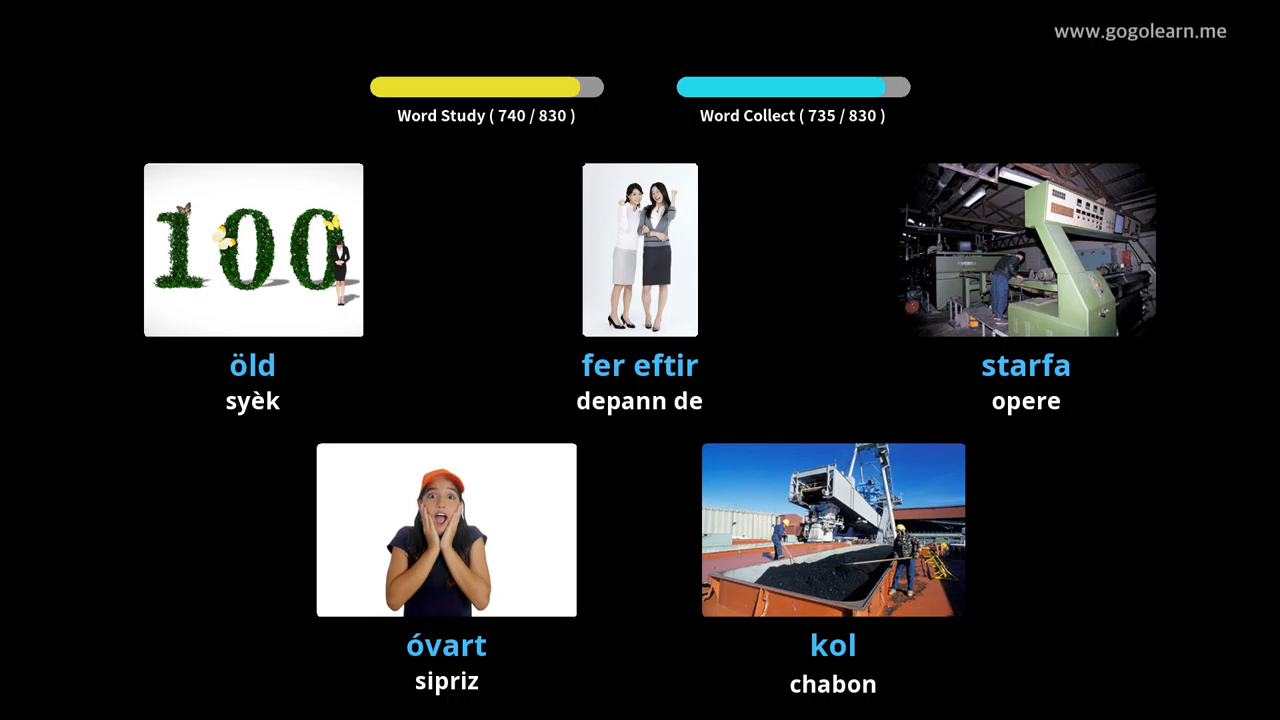 www.gogolearn.me
Word Study ( 740 / 830 )
Word Collect ( 735 / 830 )
100
öld
syèk
fer eftir
depann de
starfa
opere
óvart
sipriz
kol
chabon